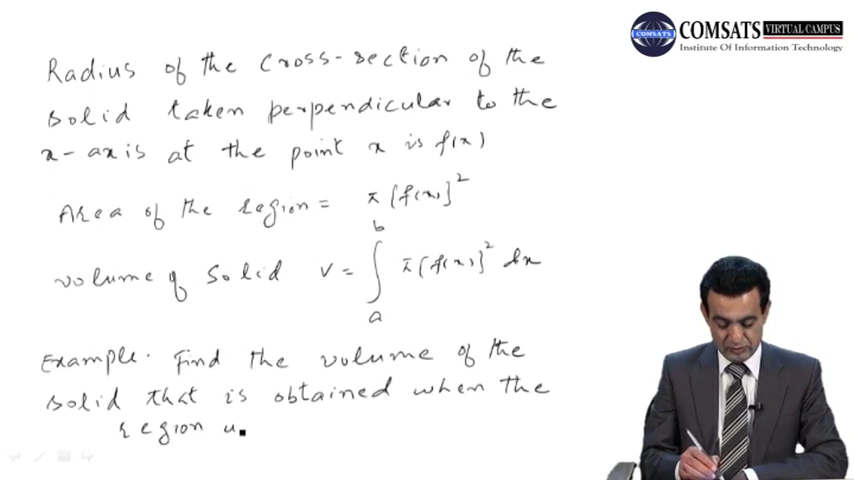 COMSATS VIRTUAL CAMPUS
COMSATS
Institute Of Information Technology
Radius of the cross-section of the
solid taken perpendicular to the
x-axis at the point x is f(x)
Area of the region = π [f(x)]²
volume of solid V = ∫_a^b π [f(x)]² dx
Example. Find the volume of the
solid that is obtained when the
region u